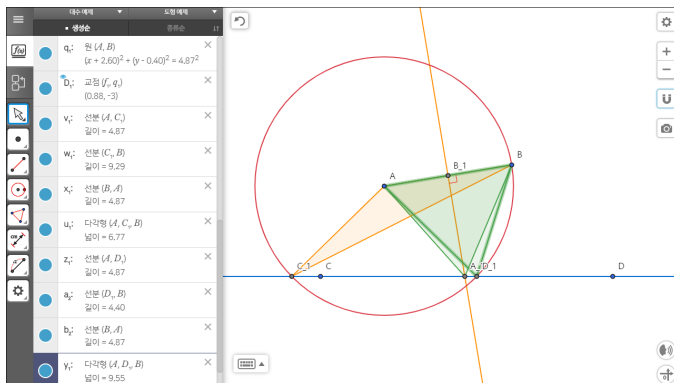 대수 예제 ▼ 도형 예제 ▼
■ 생성순 종류순 ↓↑
f(x)
q₁: 원 (A, B)
(x + 2.60)² + (y - 0.40)² = 4.87²
D₁: 교점 (f₁, q₁)
(0.88, -3)
v₁: 선분 (A, C₁)
길이 = 4.87
w₁: 선분 (C₁, B)
길이 = 9.29
x₁: 선분 (B, A)
길이 = 4.87
u₁: 다각형 (A, C₁, B)
넓이 = 6.77
z₁: 선분 (A, D₁)
길이 = 4.87
a₂: 선분 (D₁, B)
길이 = 4.40
b₂: 선분 (B, A)
길이 = 4.87
y₁: 다각형 (A, D₁, B)
넓이 = 9.55
A
B_1
B
C_1
C
D_1
D